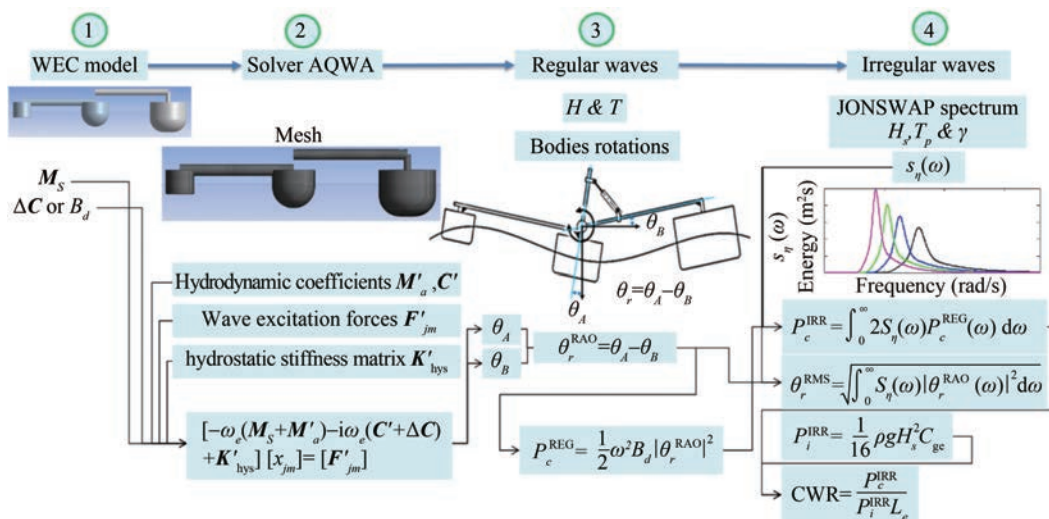 1
WEC model
2
Solver AQWA
3
Regular waves
4
Irregular waves
Mesh
M_S
ΔC or B_d
Hydrodynamic coefficients M'_a ,C'
Wave excitation forces F'_jm
hydrostatic stiffness matrix K'_hys
[-ω_e(M_S+M'_a)-iω_e(C'+ΔC)
+K'_hys] [x_jm]= [F'_jm]
H & T
Bodies rotations
θ_B
θ_A
θ_r=θ_A-θ_B
θ_A
θ_B
θ_r^RAO=θ_A-θ_B
P_c^REG= 1/2 ω²B_d|θ_r^RAO|²
JONSWAP spectrum
H_s,T_p & γ
s_η(ω)
s_η(ω)
Energy (m²s)
Frequency (rad/s)
P_c^IRR=∫_0^∞ 2S_η(ω)P_c^REG(ω) dω
θ_r^RMS=√∫_0^∞ S_η(ω)|θ_r^RAO (ω)|²dω
P_i^IRR= 1/16 ρgH_s²C_ge
CWR= P_c^IRR/P_i^IRR L_e